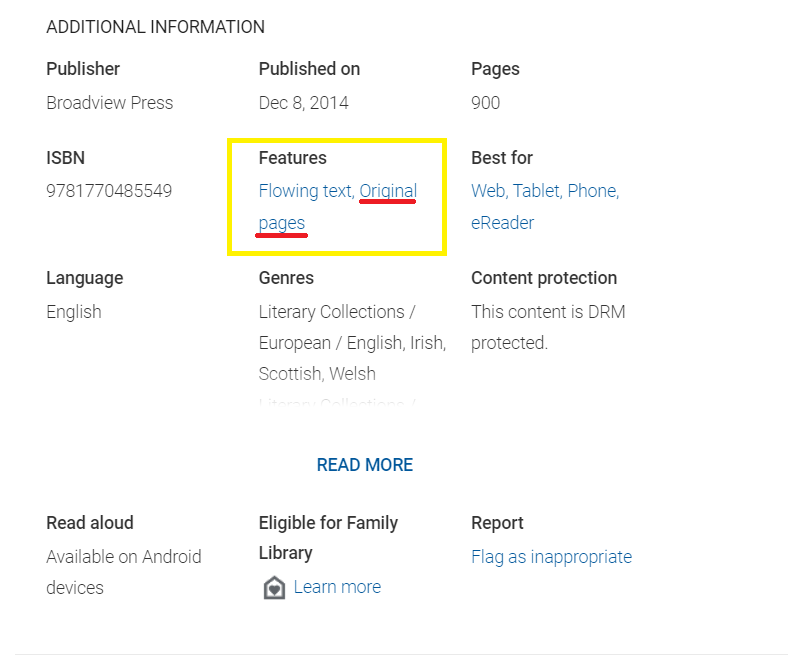 ADDITIONAL INFORMATION
Publisher
Broadview Press
Published on
Dec 8, 2014
Pages
900
ISBN
9781770485549
Features
Flowing text, Original
pages
Best for
Web, Tablet, Phone,
eReader
Language
English
Genres
Literary Collections /
European / English, Irish,
Scottish, Welsh
Literary Collections /
Content protection
This content is DRM
protected.
READ MORE
Read aloud
Available on Android
devices
Eligible for Family
Library
Learn more
Report
Flag as inappropriate